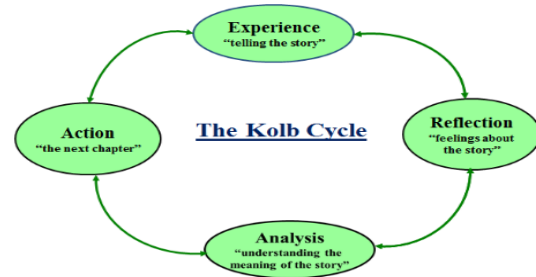 Experience
“telling the story”
Action
“the next chapter”
The Kolb Cycle
Reflection
“feelings about
the story”
Analysis
“understanding the
meaning of the story”